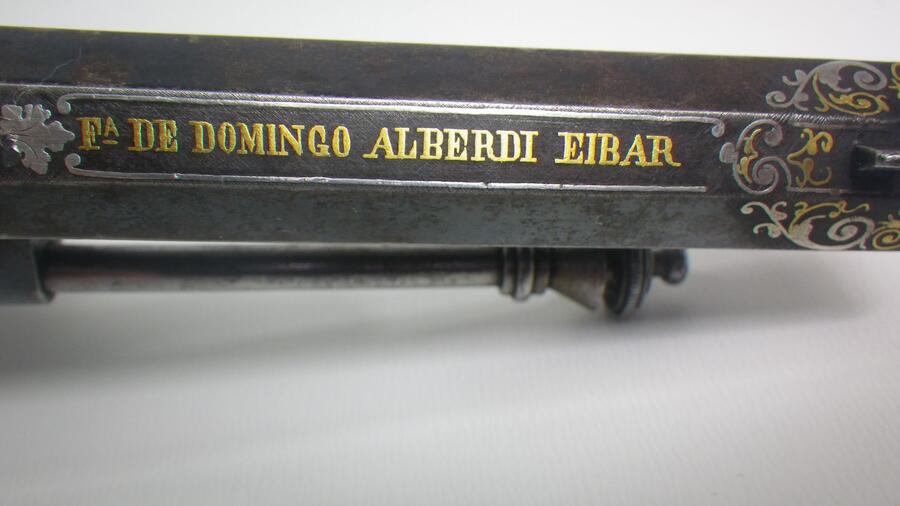 Fᴬ DE DOMINGO ALBERDI EIBAR